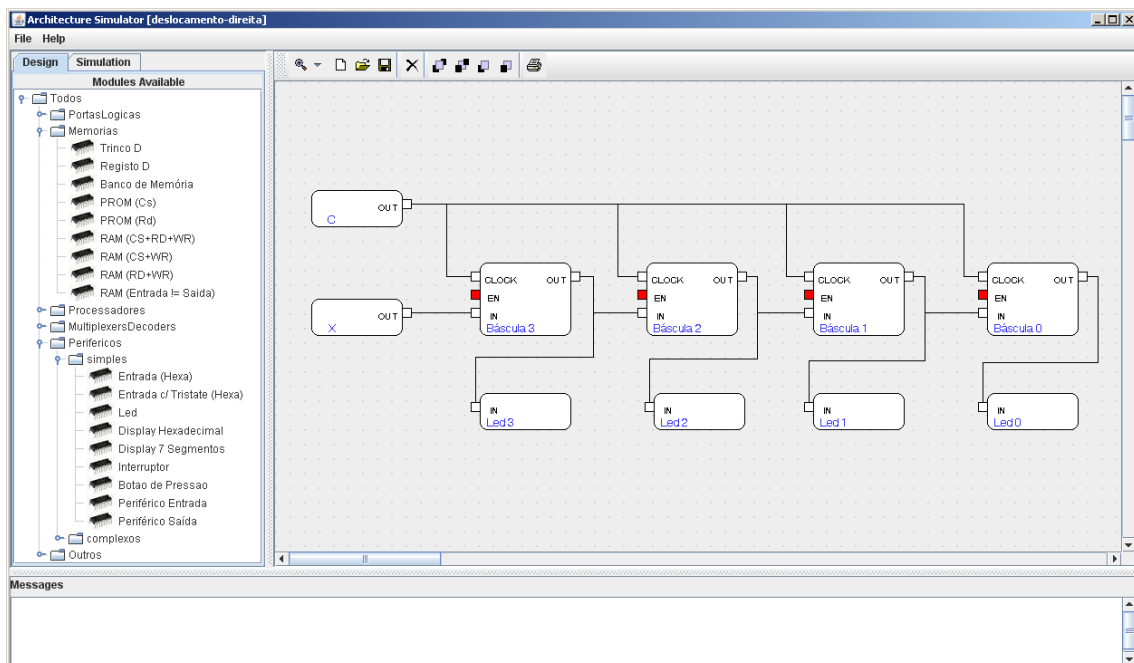 Architecture Simulator [deslocamento-direita]
File Help
Design Simulation
Modules Available
Todos
PortasLogicas
Memorias
Trinco D
Registo D
Banco de Memória
PROM (Cs)
PROM (Rd)
RAM (CS+RD+WR)
RAM (CS+WR)
RAM (RD+WR)
RAM (Entrada != Saida)
Processadores
MultiplexersDecoders
Perifericos
simples
Entrada (Hexa)
Entrada c/ Tristate (Hexa)
Led
Display Hexadecimal
Display 7 Segmentos
Interruptor
Botao de Pressao
Periférico Entrada
Periférico Saída
complexos
Outros
OUT
C
OUT
X
CLOCK OUT
EN
IN
Báscula 3
CLOCK OUT
EN
IN
Báscula 2
CLOCK OUT
EN
IN
Báscula 1
CLOCK OUT
EN
IN
Báscula 0
IN
Led 3
IN
Led 2
IN
Led 1
IN
Led 0
Messages